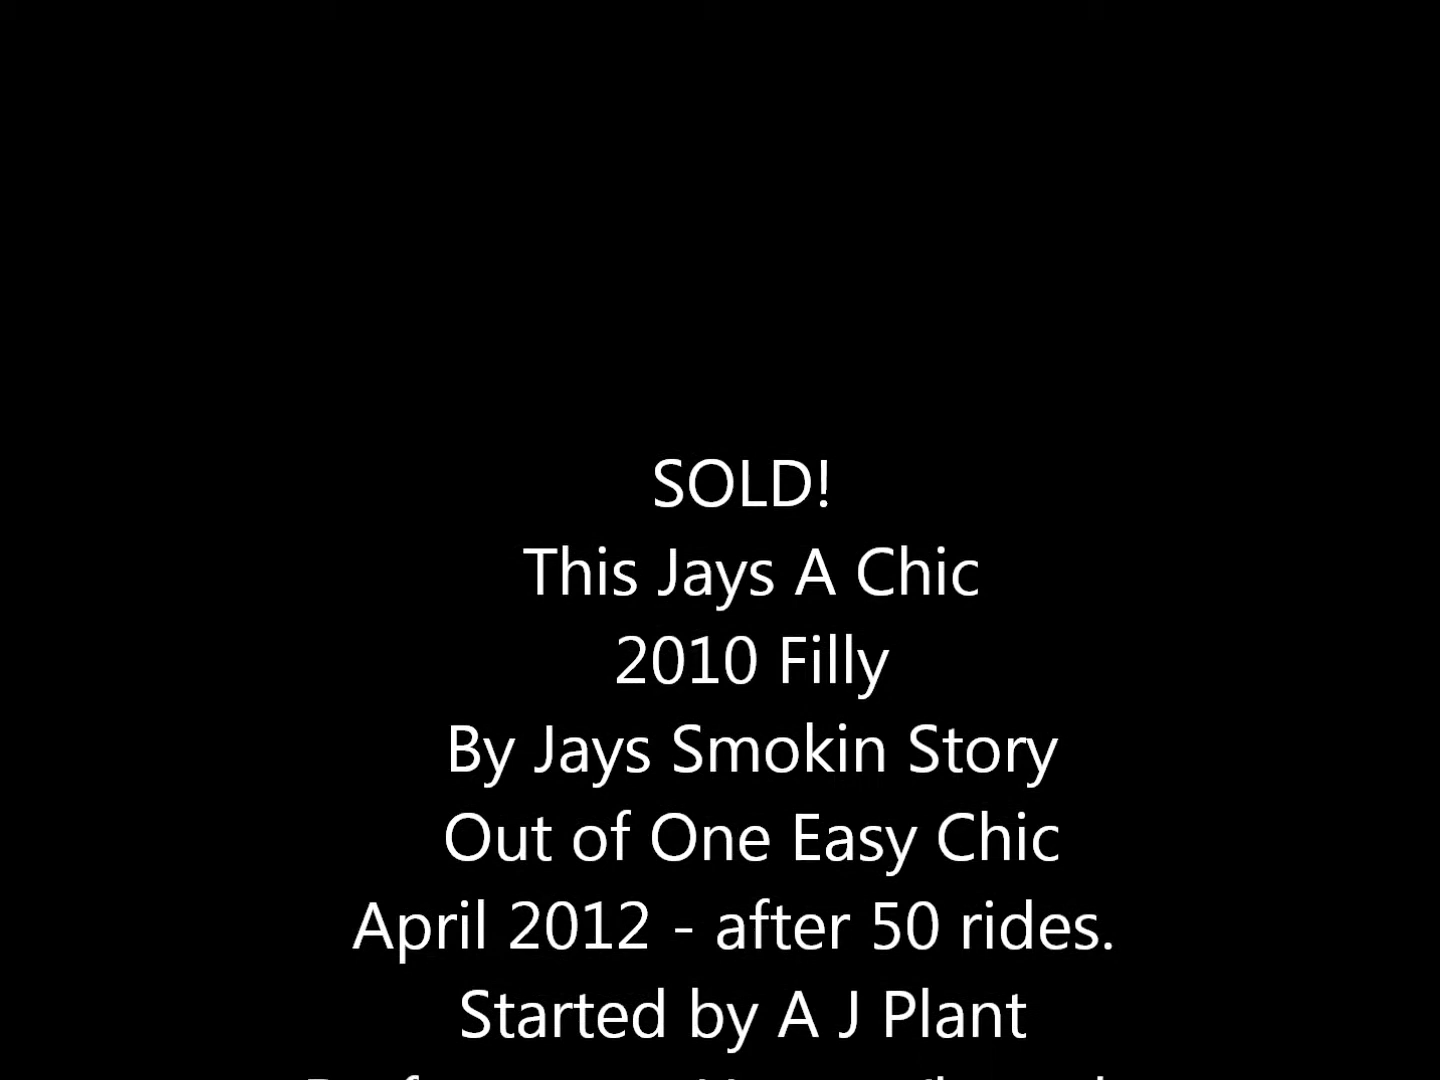 SOLD!
This Jays A Chic
2010 Filly
By Jays Smokin Story
Out of One Easy Chic
April 2012 - after 50 rides.
Started by A J Plant